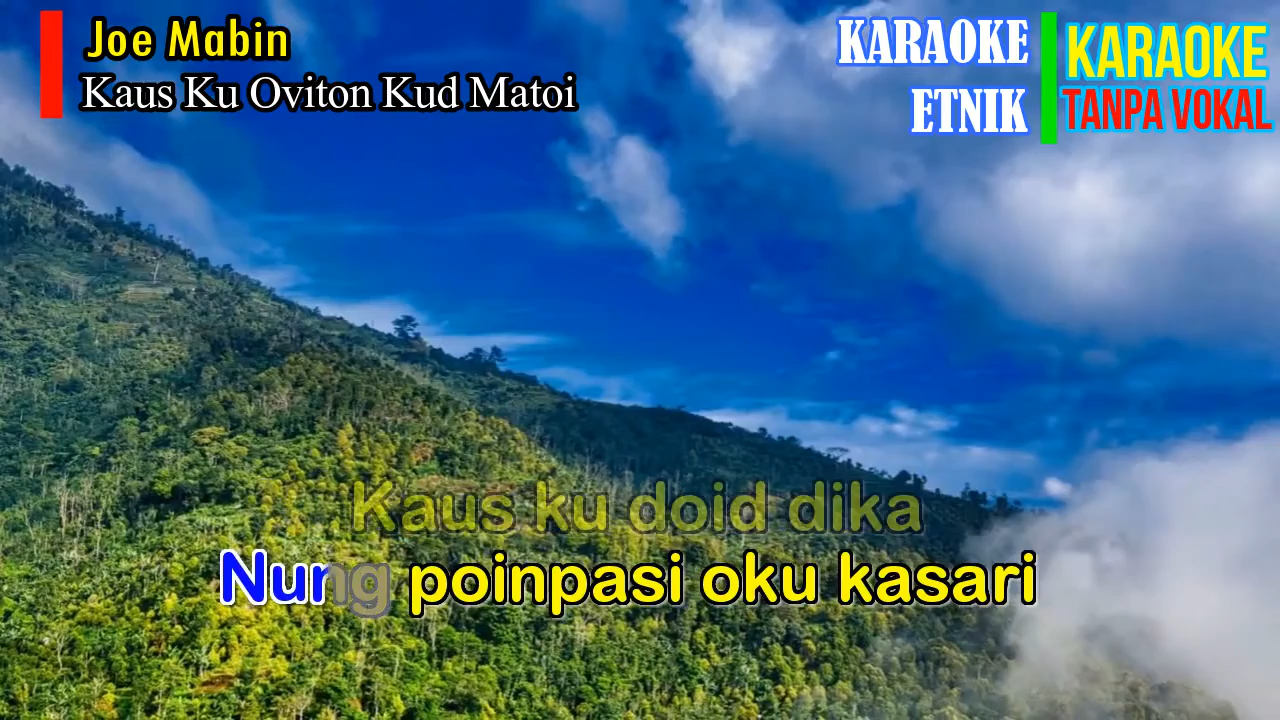 Joe Mabin
Kaus Ku Oviton Kud Matoi
KARAOKE
ETNIK
KARAOKE
TANPA VOKAL
Kaus ku doid dika
Nung poinpasi oku kasari